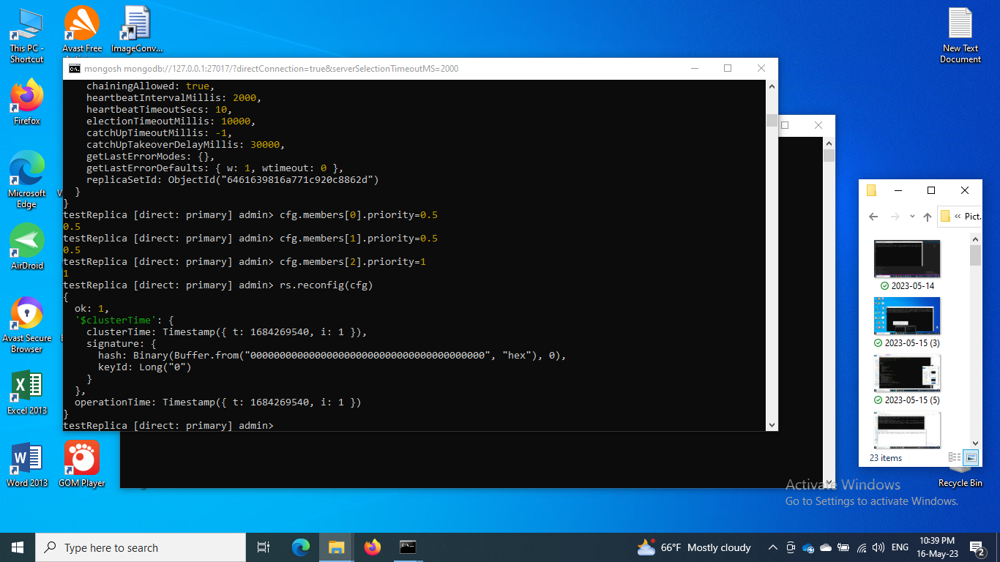 This PC -
Shortcut
Avast Free
ImageConv...
New Text
Document
mongosh mongodb://127.0.0.1:27017/?directConnection=true&serverSelectionTimeoutMS=2000
    chainingAllowed: true,
    heartbeatIntervalMillis: 2000,
    heartbeatTimeoutSecs: 10,
    electionTimeoutMillis: 10000,
    catchUpTimeoutMillis: -1,
    catchUpTakeoverDelayMillis: 30000,
    getLastErrorModes: {},
    getLastErrorDefaults: { w: 1, wtimeout: 0 },
    replicaSetId: ObjectId("6461639816a771c920c8862d")
  }
}
testReplica [direct: primary] admin> cfg.members[0].priority=0.5
0.5
testReplica [direct: primary] admin> cfg.members[1].priority=0.5
0.5
testReplica [direct: primary] admin> cfg.members[2].priority=1
1
testReplica [direct: primary] admin> rs.reconfig(cfg)
{
  ok: 1,
  '$clusterTime': {
    clusterTime: Timestamp({ t: 1684269540, i: 1 }),
    signature: {
      hash: Binary(Buffer.from("0000000000000000000000000000000000000000", "hex"), 0),
      keyId: Long("0")
    }
  },
  operationTime: Timestamp({ t: 1684269540, i: 1 })
}
testReplica [direct: primary] admin>
Firefox
Microsoft
Edge
AirDroid
Avast Secure
Browser
Excel 2013
Word 2013
GOM Player
« Pict.
2023-05-14
2023-05-15 (3)
2023-05-15 (5)
23 items
Recycle Bin
Activate Windows
Go to Settings to activate Windows.
Type here to search
66°F Mostly cloudy
ENG
10:39 PM
16-May-23
2